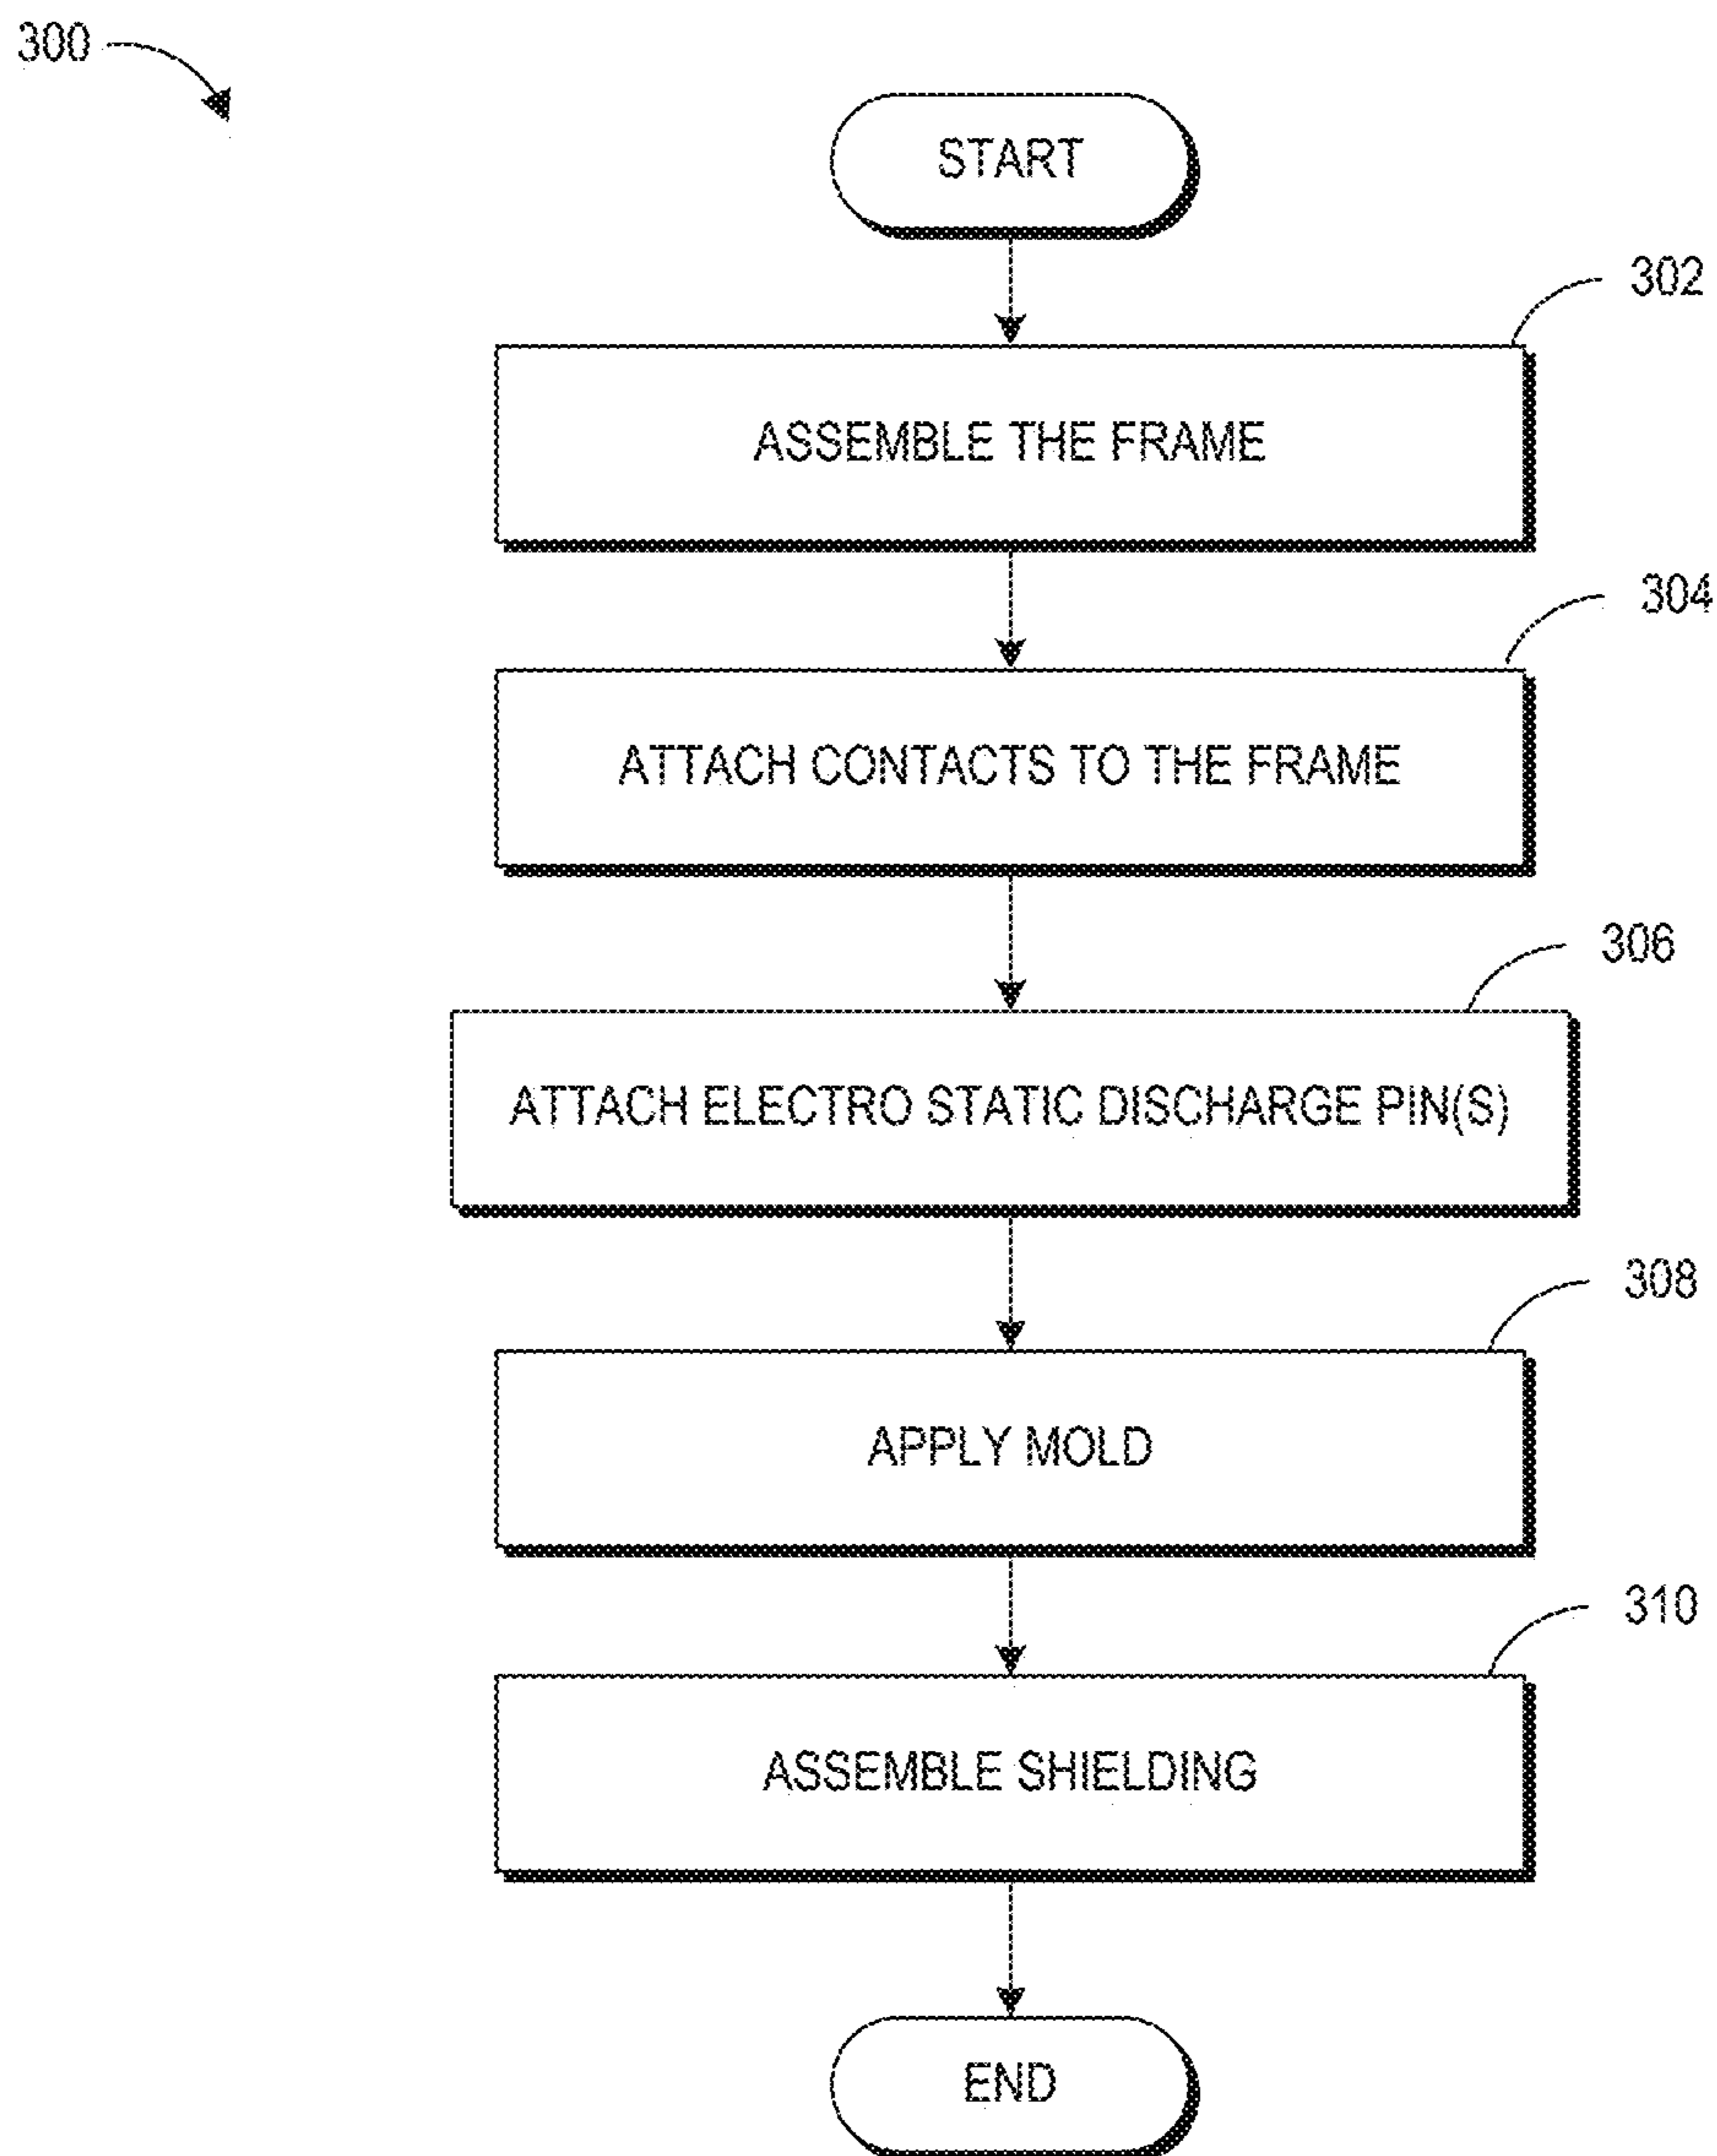 300
START
302
ASSEMBLE THE FRAME
304
ATTACH CONTACTS TO THE FRAME
306
ATTACH ELECTRO STATIC DISCHARGE PIN(S)
308
APPLY MOLD
310
ASSEMBLE SHIELDING
END